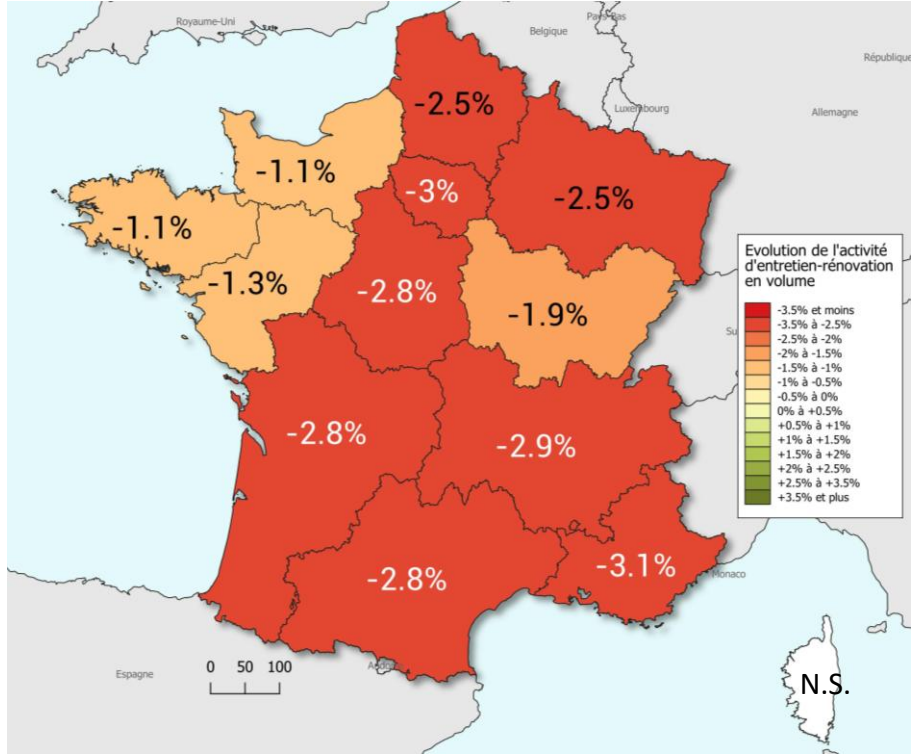 Royaume-Uni
Pays-Bas
Belgique
République
Luxembourg
Allemagne
-2.5%
-1.1%
-3%
-2.5%
-1.1%
-1.3%
-2.8%
-1.9%
Su
-2.8%
-2.9%
-2.8%
-3.1%
Monaco
Espagne
0 50 100
N.S.
Evolution de l'activité
d'entretien-rénovation
en volume
-3.5% et moins
-3.5% à -2.5%
-2.5% à -2%
-2% à -1.5%
-1.5% à -1%
-1% à -0.5%
-0.5% à 0%
0% à +0.5%
+0.5% à +1%
+1% à +1.5%
+1.5% à +2%
+2% à +2.5%
+2.5% à +3.5%
+3.5% et plus